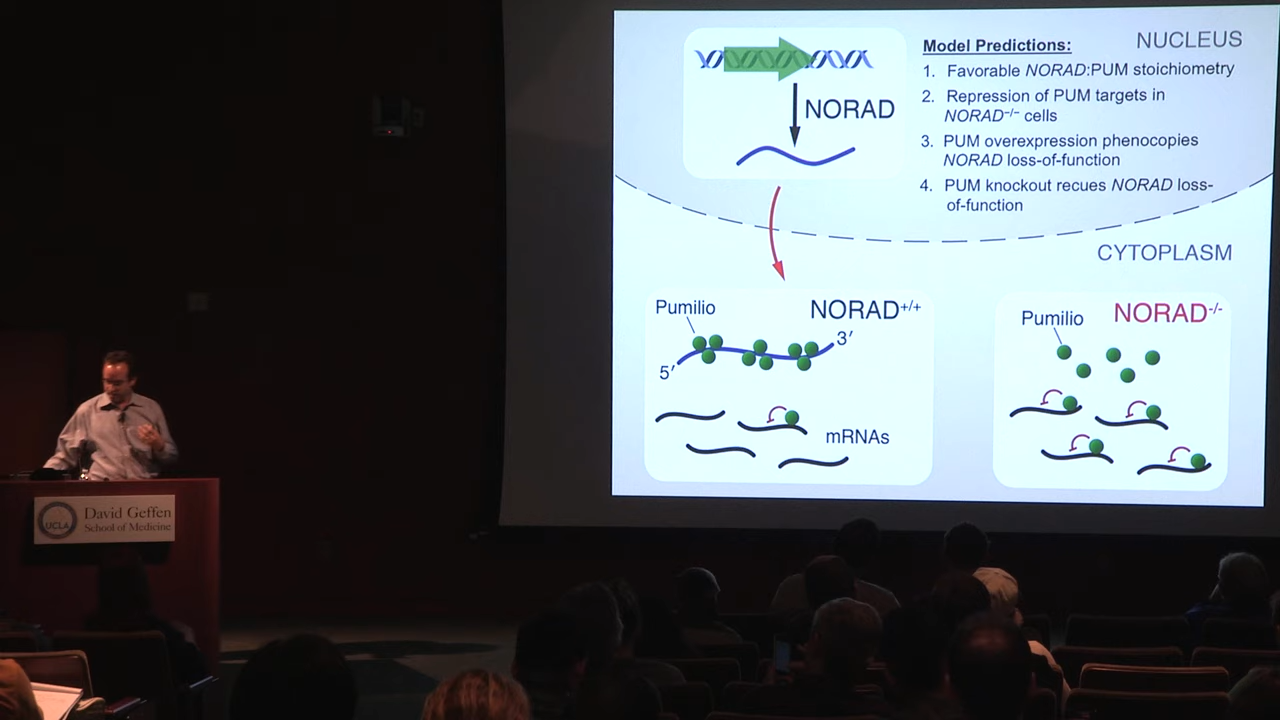 NUCLEUS
Model Predictions:
1. Favorable NORAD:PUM stoichiometry
2. Repression of PUM targets in
NORAD⁻/⁻ cells
3. PUM overexpression phenocopies
NORAD loss-of-function
4. PUM knockout recues NORAD loss-
of-function
NORAD
CYTOPLASM
Pumilio
NORAD⁺/⁺
3′
5′
mRNAs
Pumilio
NORAD⁻/⁻
UCLA
David Geffen
School of Medicine